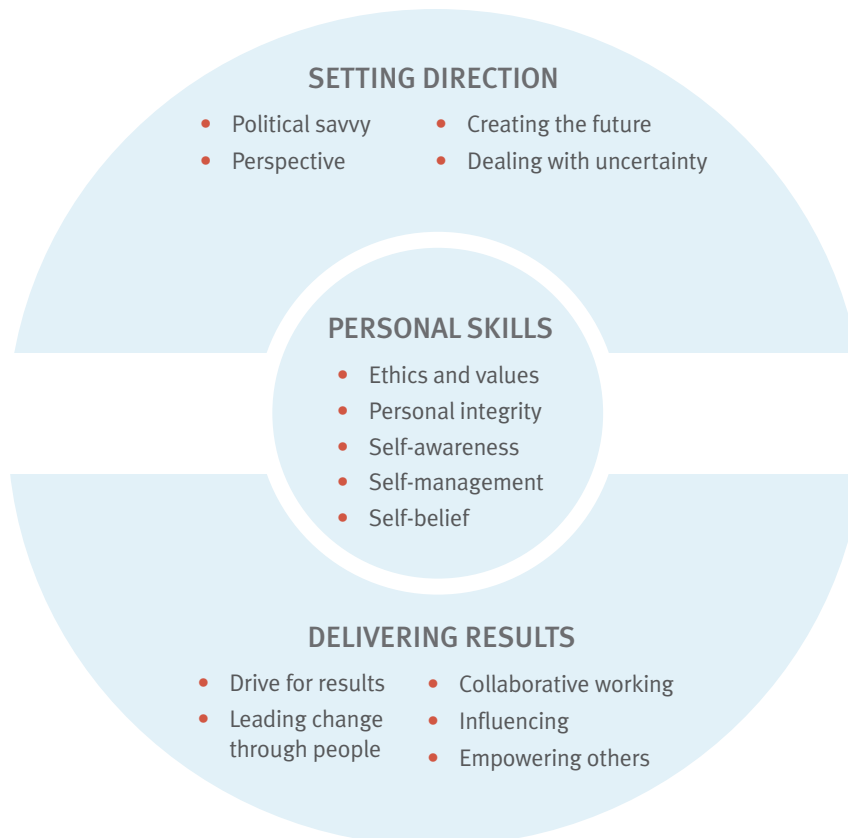 SETTING DIRECTION
• Political savvy
• Perspective
• Creating the future
• Dealing with uncertainty
PERSONAL SKILLS
• Ethics and values
• Personal integrity
• Self-awareness
• Self-management
• Self-belief
DELIVERING RESULTS
• Drive for results
• Leading change
through people
• Collaborative working
• Influencing
• Empowering others